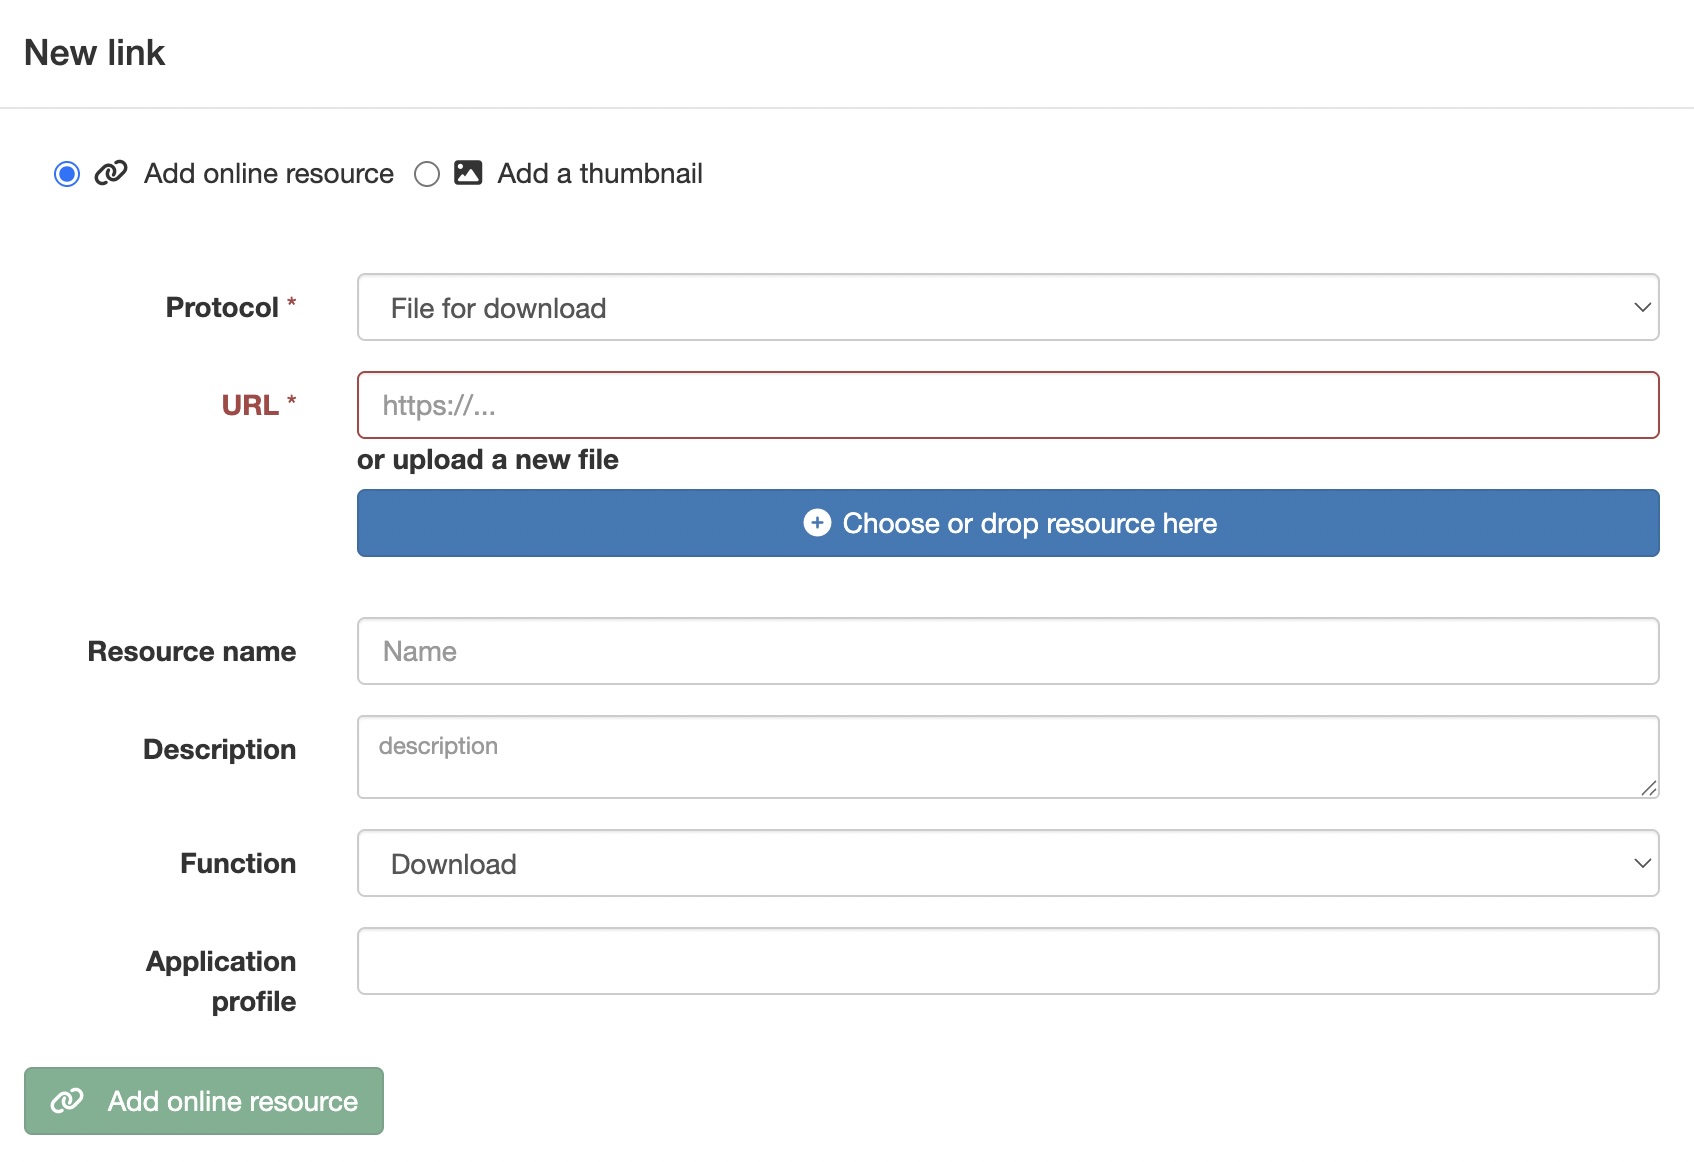 New link
Add online resource Add a thumbnail
Protocol * File for download
URL * https://...
or upload a new file
Choose or drop resource here
Resource name Name
Description description
Function Download
Application
profile
Add online resource